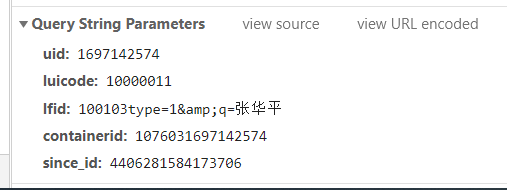 Query String Parameters view source view URL encoded
uid: 1697142574
luicode: 10000011
lfid: 100103type=1&amp;q=张华平
containerid: 1076031697142574
since_id: 4406281584173706